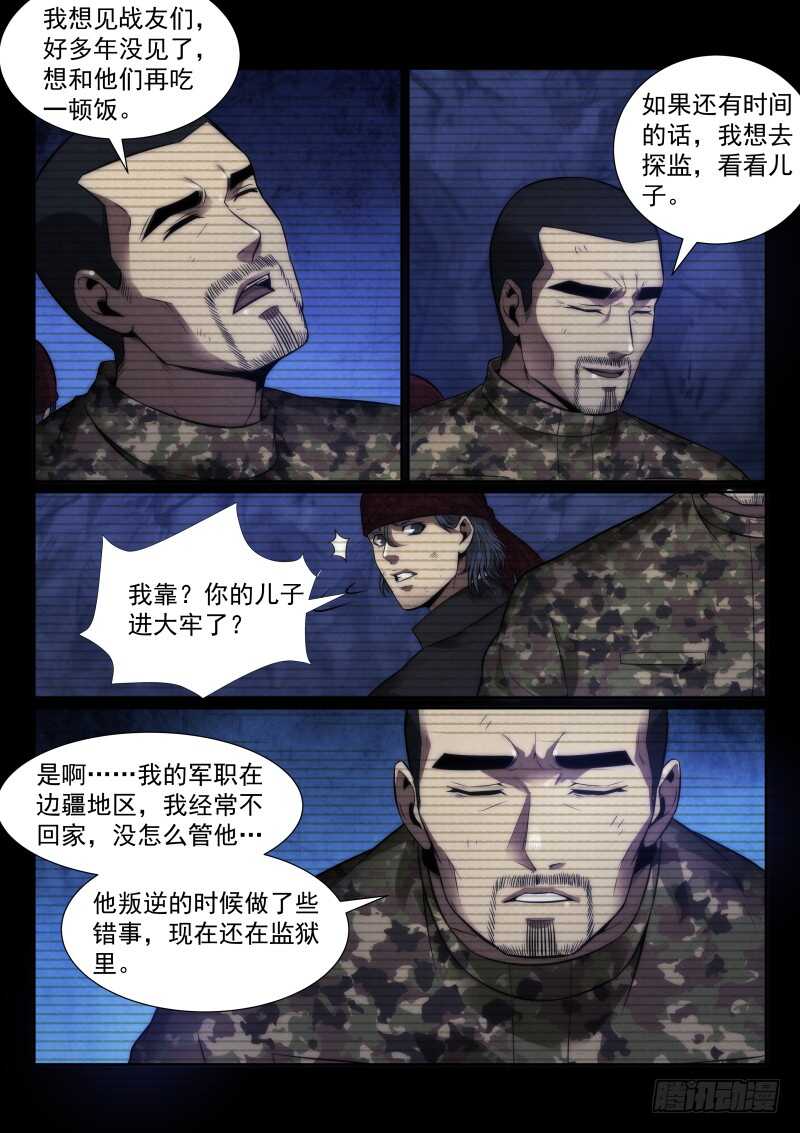 我想见战友们，
好多年没见了，
想和他们再吃
一顿饭。
如果还有时间
的话，我想去
探监，看看儿
子。
我靠？你的儿子
进大牢了？
是啊……我的军职在
边疆地区，我经常不
回家，没怎么管他…
他叛逆的时候做了些
错事，现在还在监狱
里。
腾讯动漫